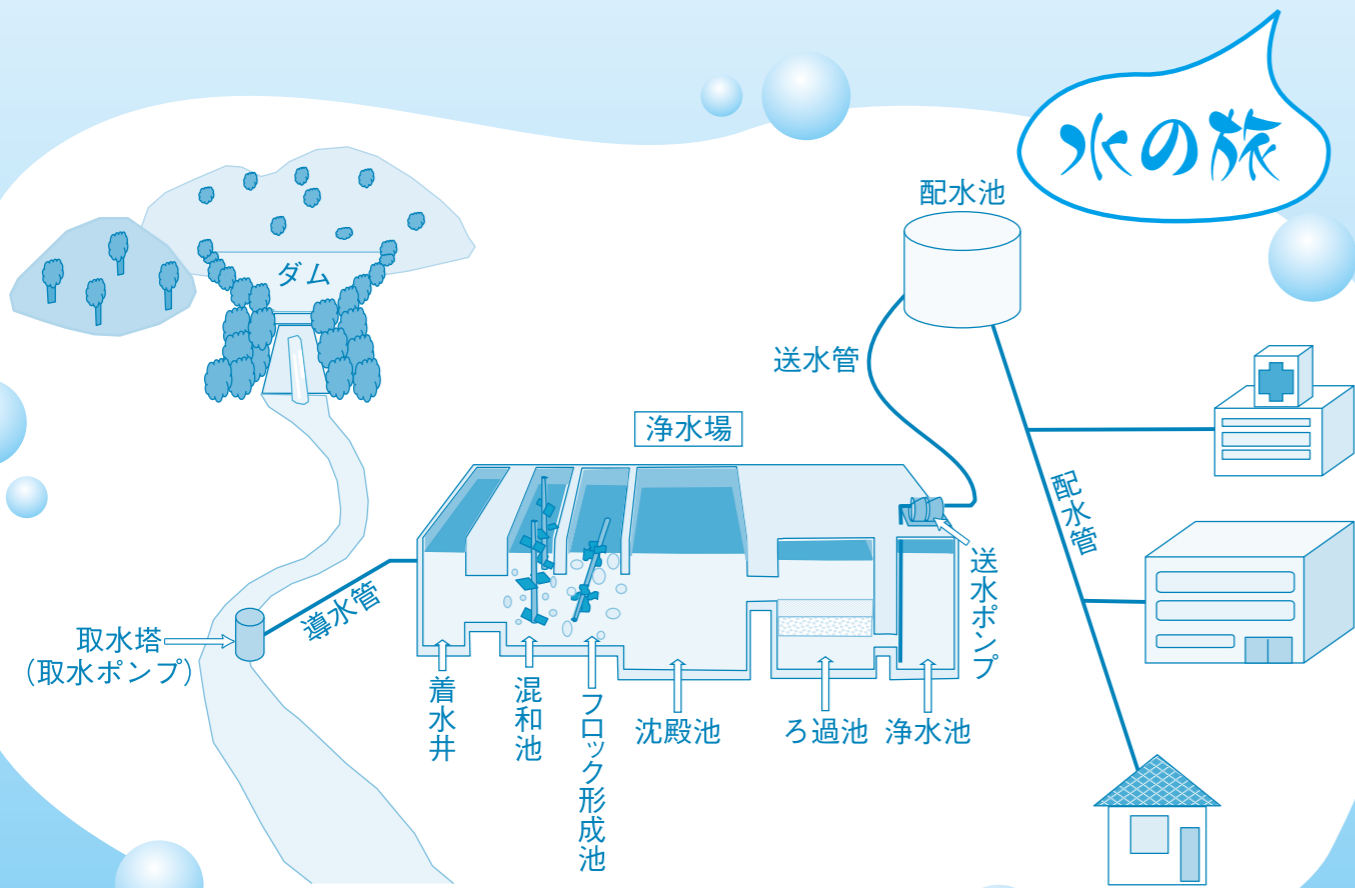 水の旅
配水池
ダム
送水管
浄水場
配水管
導水管
取水塔
（取水ポンプ）
送水ポンプ
着水井
混和池
フロック形成池
沈殿池
ろ過池
浄水池